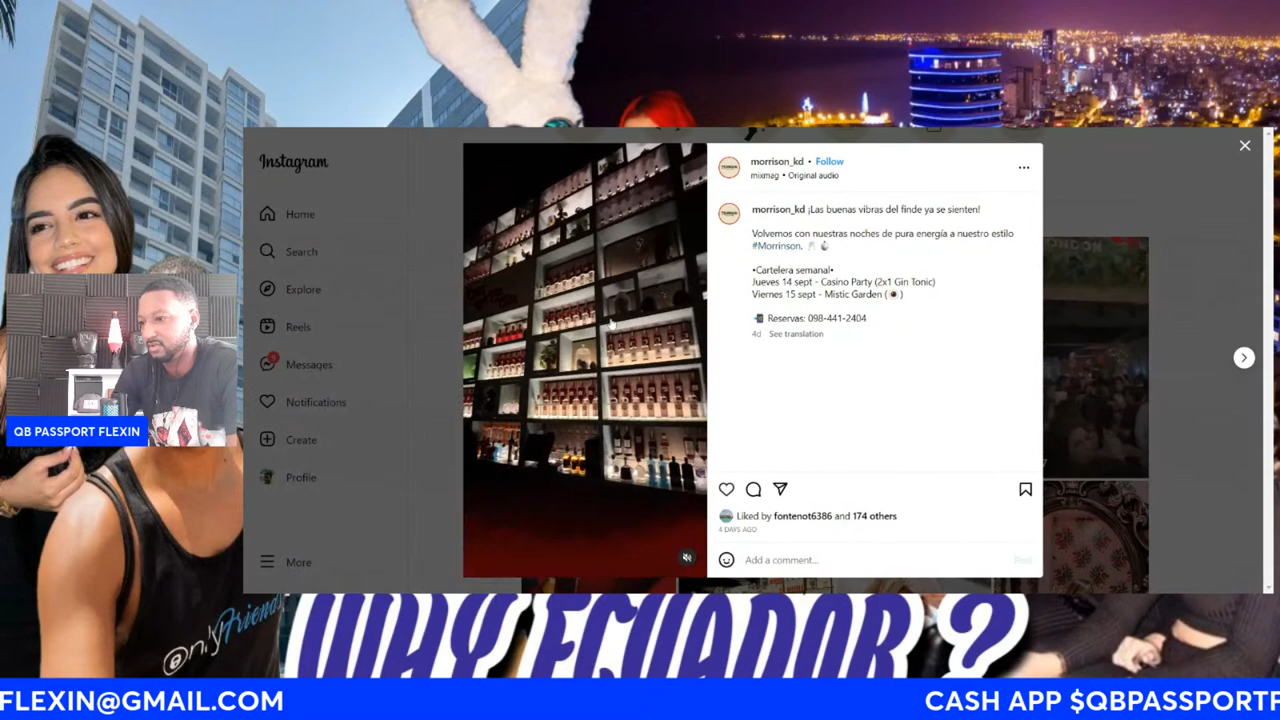 Instagram
Home
Search
Explore
Reels
Messages
Notifications
Create
Profile
More
morrison_kd • Follow
mixmag • Original audio
morrison_kd ¡Las buenas vibras del finde ya se sienten!
Volvemos con nuestras noches de pura energía a nuestro estilo
#Morrinson.
•Cartelera semanal•
Jueves 14 sept - Casino Party (2x1 Gin Tonic)
Viernes 15 sept - Mistic Garden ( )
Reservas: 098-441-2404
4d See translation
Liked by fontenot6386 and 174 others
4 DAYS AGO
Add a comment...
Post
QB PASSPORT FLEXIN
@onlyfriend
WHY ECUADOR?
FLEXIN@GMAIL.COM
CASH APP $QBPASSPORTF